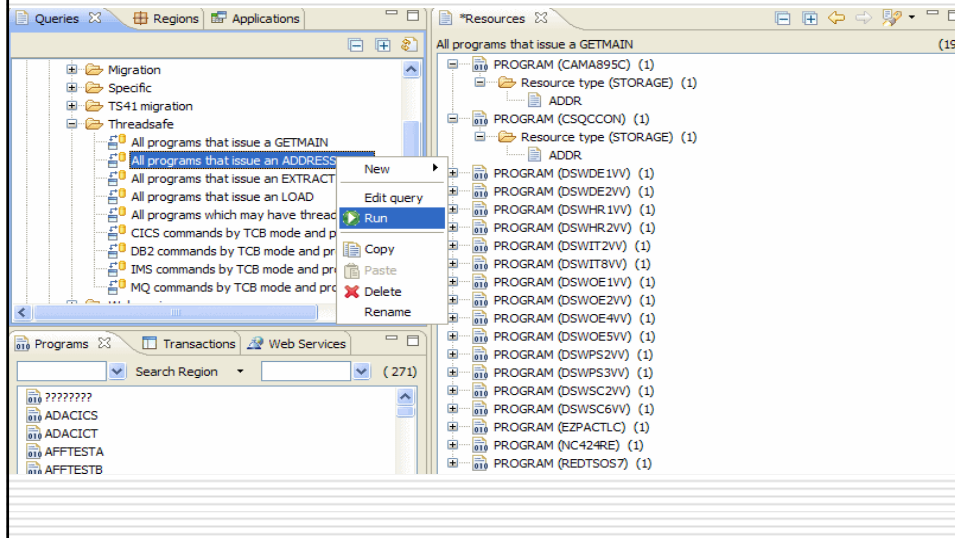 Queries
Regions
Applications
Migration
Specific
TS41 migration
Threadsafe
All programs that issue a GETMAIN
All programs that issue an ADDRESS
All programs that issue an EXTRACT
All programs that issue an LOAD
All programs which may have thread
CICS commands by TCB mode and p
DB2 commands by TCB mode and pr
IMS commands by TCB mode and pr
MQ commands by TCB mode and pr
New
Edit query
Run
Copy
Paste
Delete
Rename
Programs
Transactions
Web Services
Search Region
(271)
????????
ADACICS
ADACICT
AFFTESTA
AFFTESTB
*Resources
All programs that issue a GETMAIN (19
PROGRAM (CAMA895C) (1)
Resource type (STORAGE) (1)
ADDR
PROGRAM (CSQCCON) (1)
Resource type (STORAGE) (1)
ADDR
PROGRAM (DSWDE1VV) (1)
PROGRAM (DSWDE2VV) (1)
PROGRAM (DSWHR1VV) (1)
PROGRAM (DSWHR2VV) (1)
PROGRAM (DSWIT2VV) (1)
PROGRAM (DSWIT8VV) (1)
PROGRAM (DSWOE1VV) (1)
PROGRAM (DSWOE2VV) (1)
PROGRAM (DSWOE4VV) (1)
PROGRAM (DSWOE5VV) (1)
PROGRAM (DSWPS2VV) (1)
PROGRAM (DSWPS3VV) (1)
PROGRAM (DSWSC2VV) (1)
PROGRAM (DSWSC6VV) (1)
PROGRAM (EZPACTLC) (1)
PROGRAM (NC424RE) (1)
PROGRAM (REDTSOS7) (1)